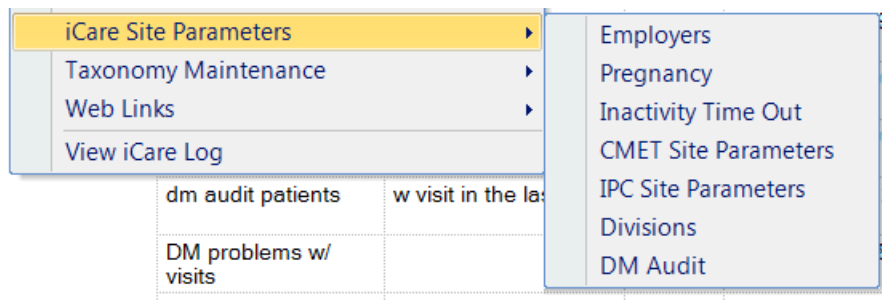 iCare Site Parameters
Taxonomy Maintenance
Web Links
View iCare Log
Employers
Pregnancy
Inactivity Time Out
CMET Site Parameters
IPC Site Parameters
Divisions
DM Audit
dm audit patients
w visit in the
DM problems w/
visits